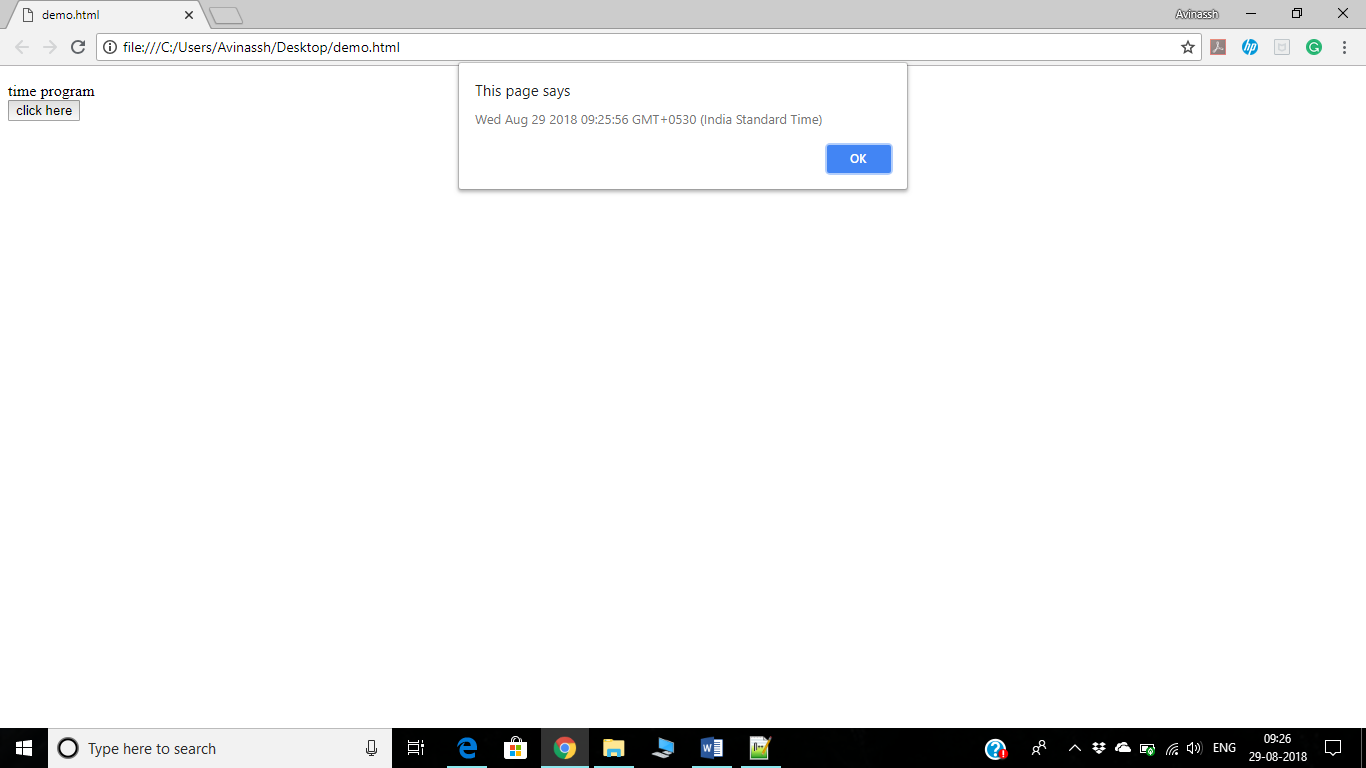 demo.html
Avinassh
file:///C:/Users/Avinassh/Desktop/demo.html
time program
click here
This page says
Wed Aug 29 2018 09:25:56 GMT+0530 (India Standard Time)
OK
Type here to search
ENG
09:26
29-08-2018